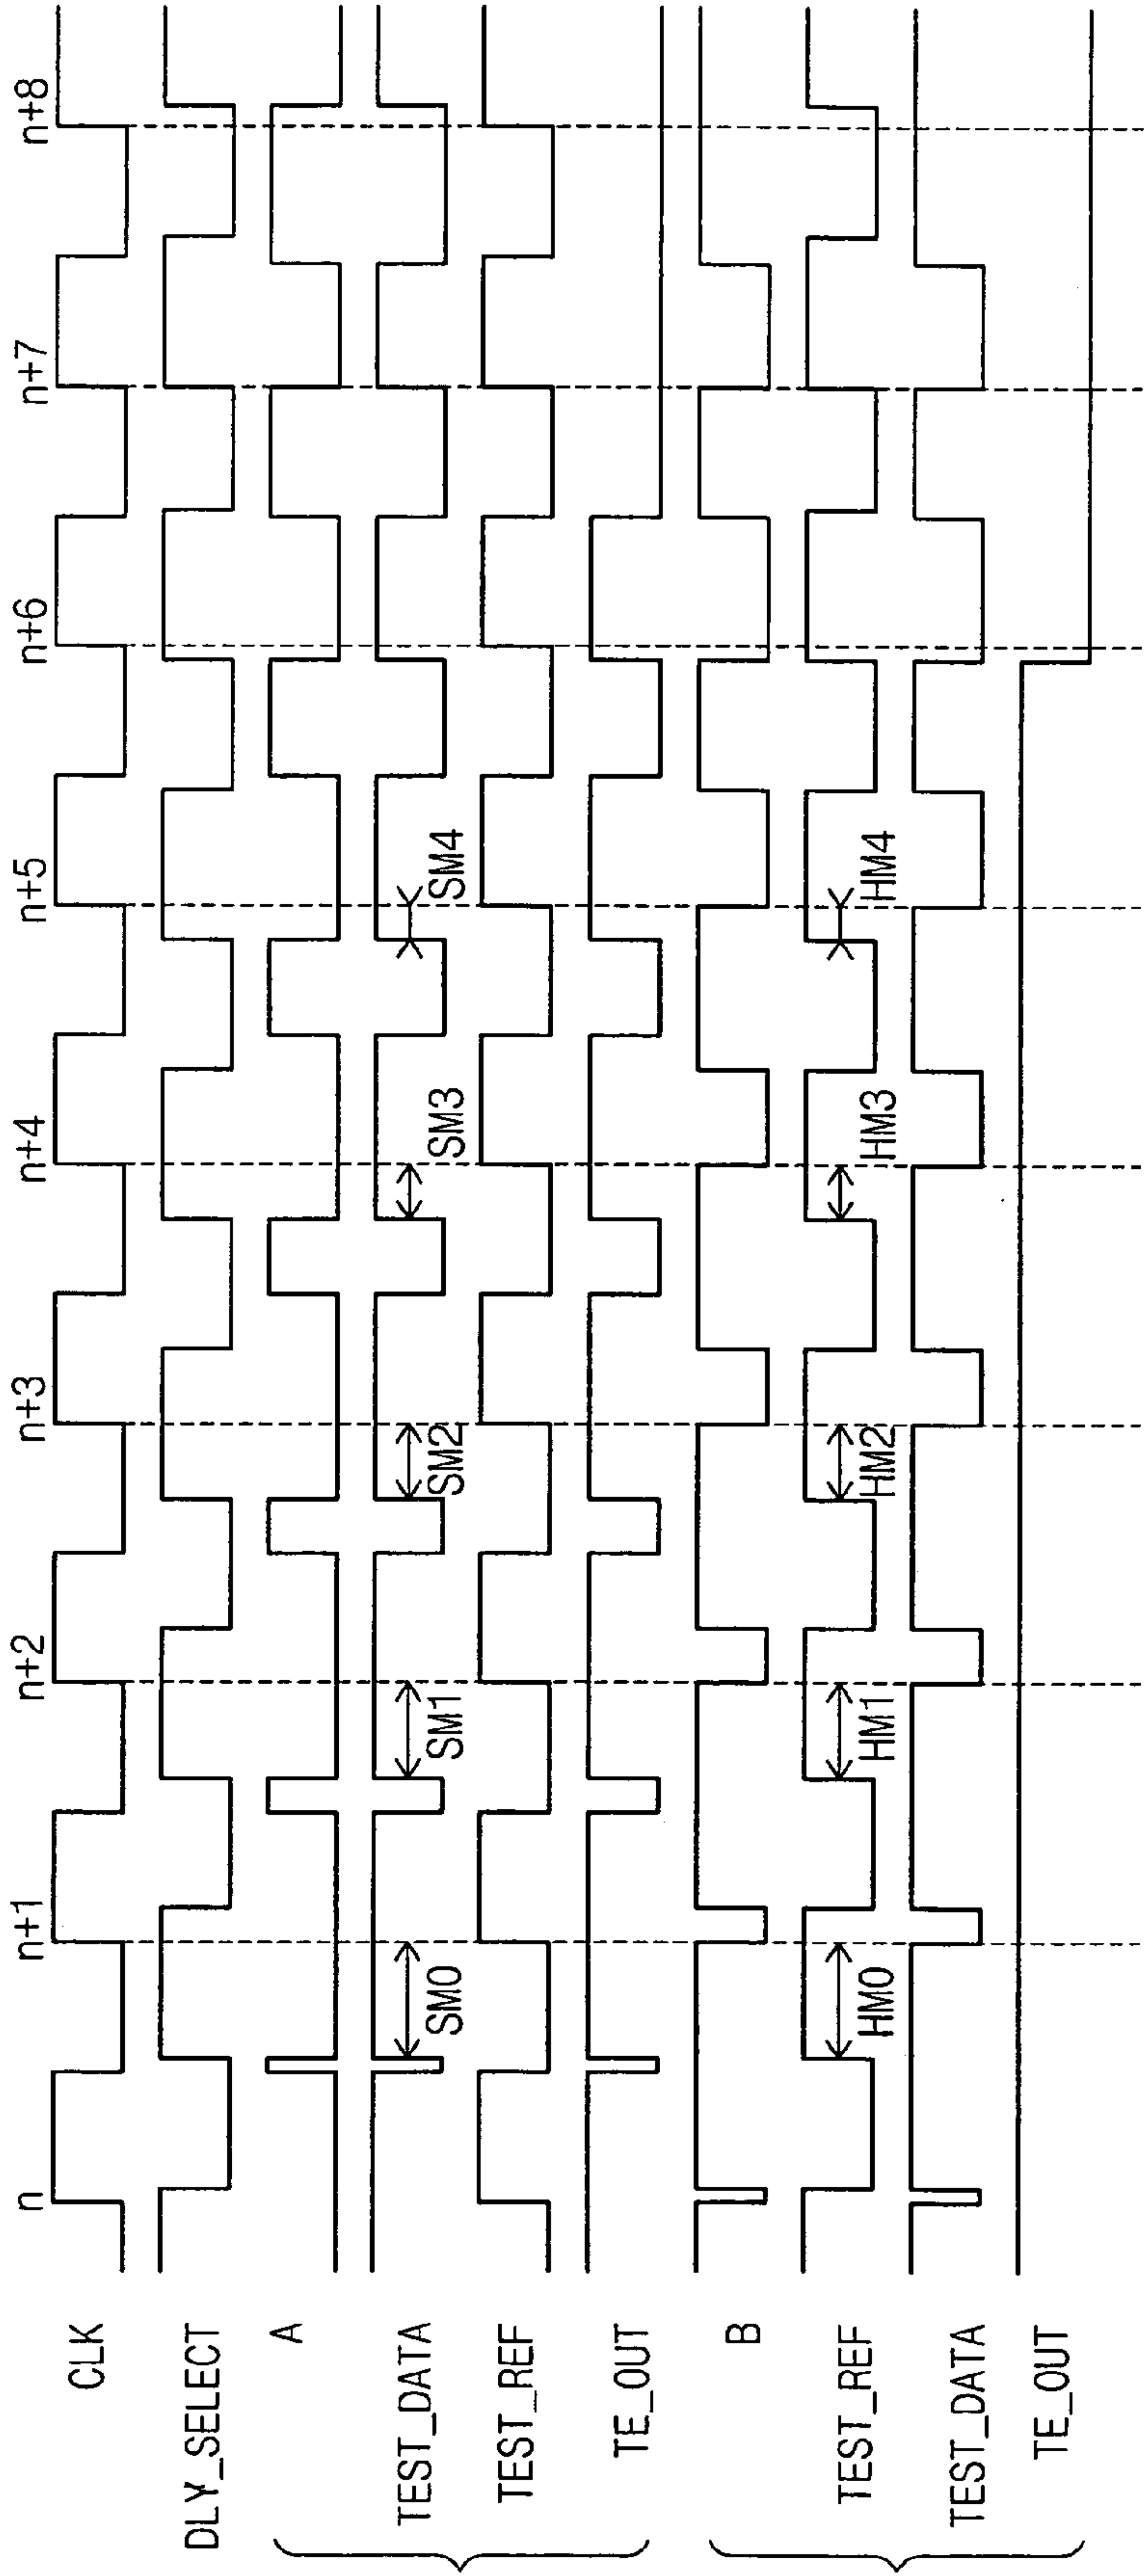 n n+1 n+2 n+3 n+4 n+5 n+6 n+7 n+8
CLK
DLY_SELECT
A
TEST_DATA
SM0 SM1 SM2 SM3 SM4
TEST_REF
TE_OUT
B
TEST_REF
HM0 HM1 HM2 HM3 HM4
TEST_DATA
TE_OUT